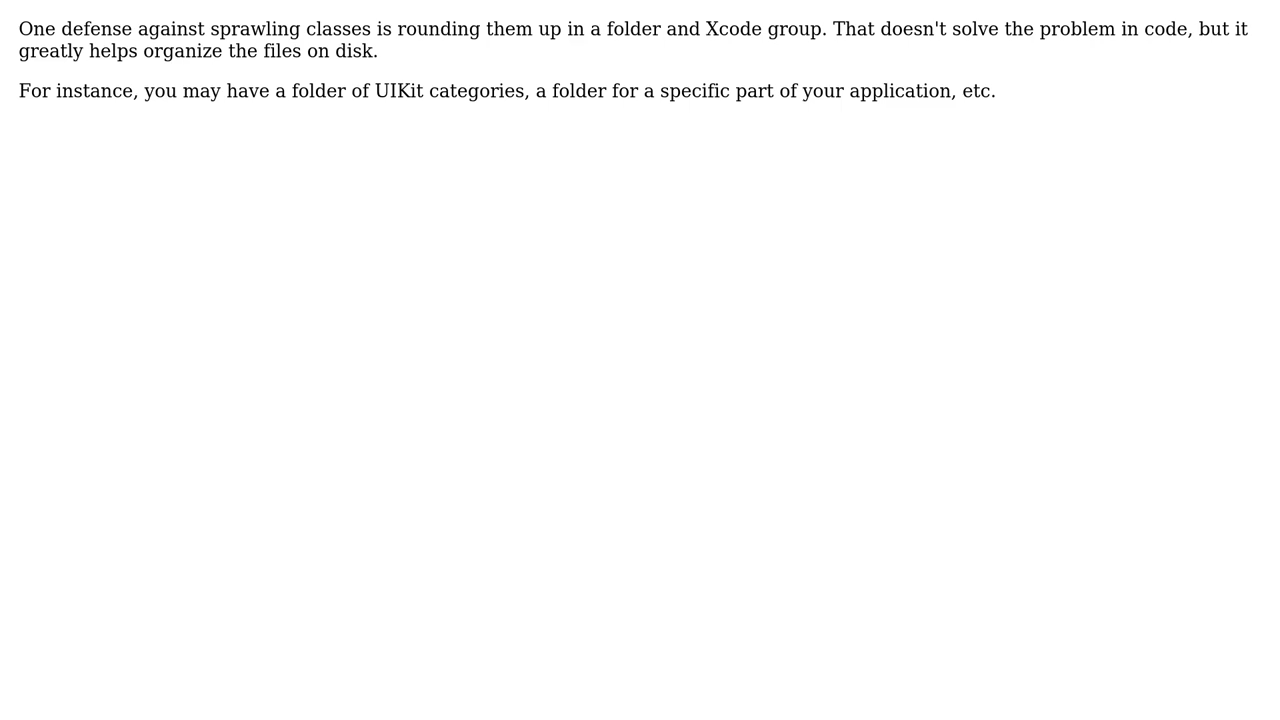 One defense against sprawling classes is rounding them up in a folder and Xcode group. That doesn't solve the problem in code, but it
greatly helps organize the files on disk.
For instance, you may have a folder of UIKit categories, a folder for a specific part of your application, etc.